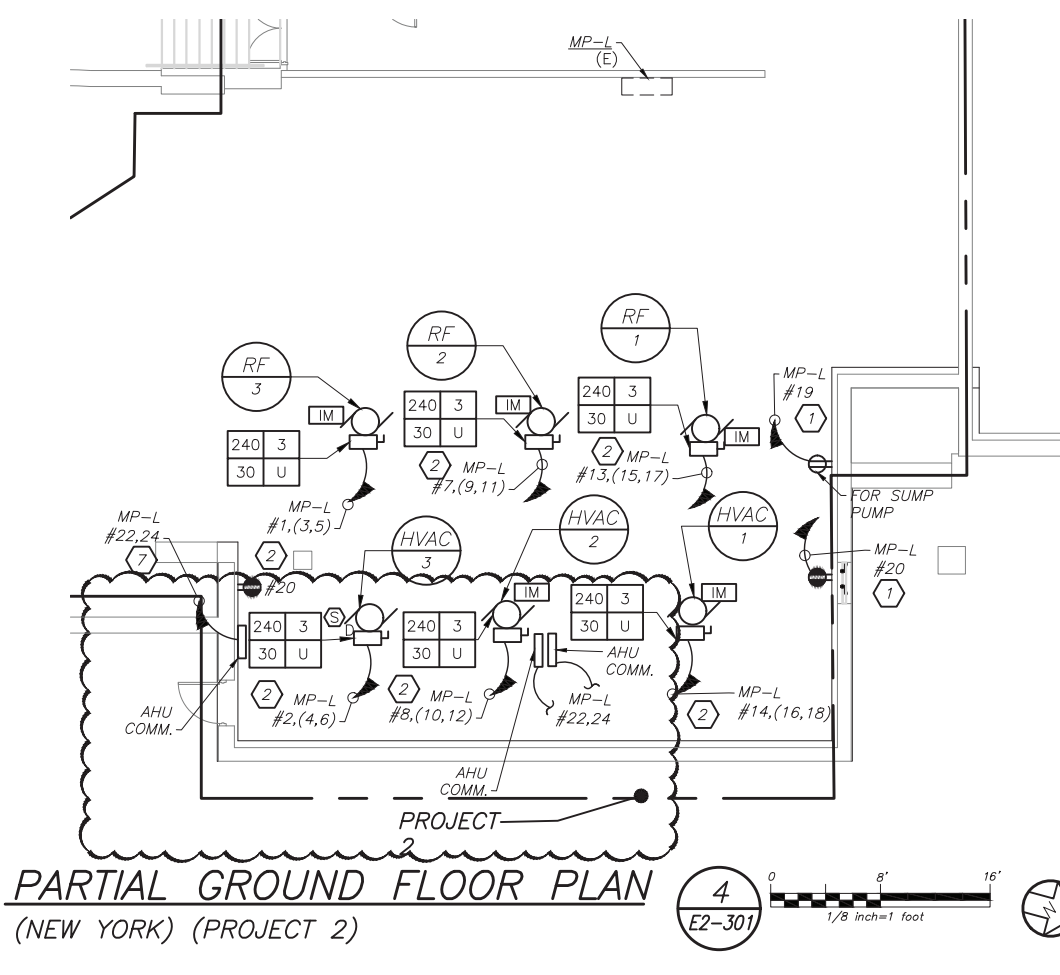 MP-L
(E)
RF
1
RF
2
RF
3
MP-L
#19
1
240 3
30 U
IM
240 3
30 U
IM
240 3
30 U
IM
2
MP-L
#7,(9,11)
2
MP-L
#13,(15,17)
FOR SUMP
PUMP
MP-L
#1,(3,5)
MP-L
#22,24
7
2
HVAC
3
HVAC
2
HVAC
1
MP-L
#20
1
#20
IM
IM
240 3
30 U
S
D
240 3
30 U
240 3
30 U
AHU
COMM.
2
MP-L
#2,(4,6)
2
MP-L
#8,(10,12)
MP-L
#22,24
2
MP-L
#14,(16,18)
AHU
COMM.
AHU
COMM.
PROJECT
2
PARTIAL GROUND FLOOR PLAN
(NEW YORK) (PROJECT 2)
4
E2-301
0 8' 16'
1/8 inch=1 foot